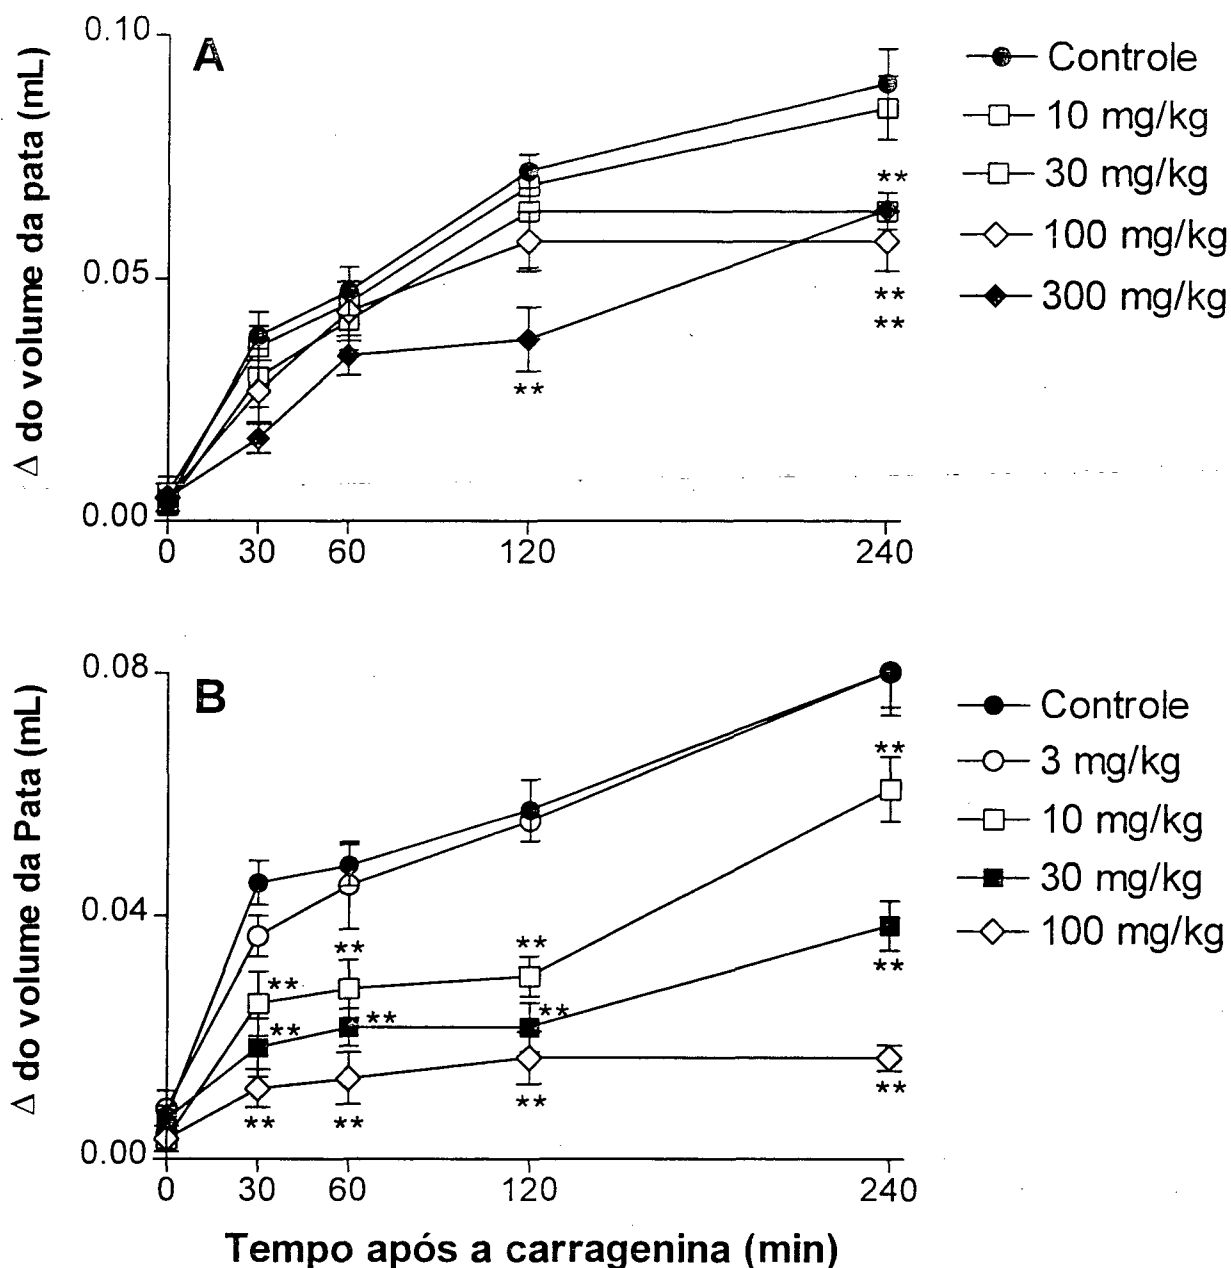 A
Δ do volume da pata (mL)
0.10
0.05
0.00
0 30 60 120 240
**
**
**
**
Controle
10 mg/kg
30 mg/kg
100 mg/kg
300 mg/kg
B
Δ do volume da Pata (mL)
0.08
0.04
0.00
0 30 60 120 240
**
** **
**
** ** **
**
** ** ** **
Controle
3 mg/kg
10 mg/kg
30 mg/kg
100 mg/kg
Tempo após a carragenina (min)